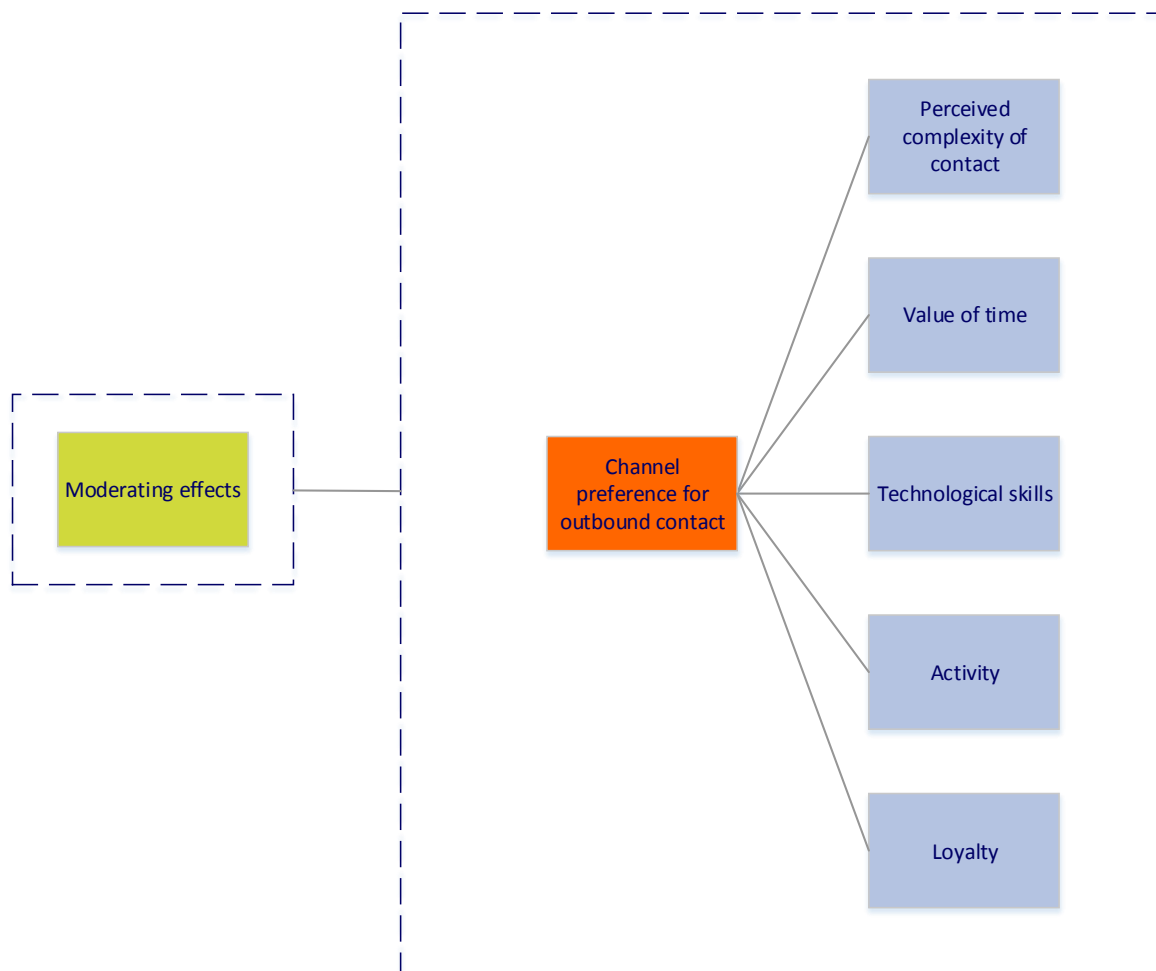 Moderating effects
Channel
preference for
outbound contact
Perceived
complexity of
contact
Value of time
Technological skills
Activity
Loyalty